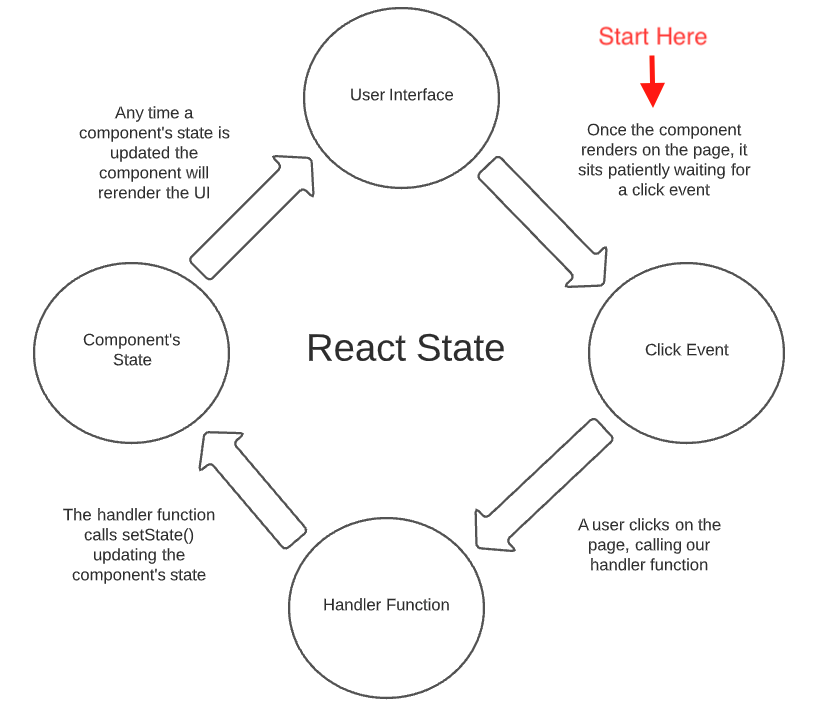 Start Here
User Interface
Any time a
component's state is
updated the
component will
rerender the UI
Once the component
renders on the page, it
sits patiently waiting for
a click event
Component's
State
React State
Click Event
The handler function
calls setState()
updating the
component's state
A user clicks on the
page, calling our
handler function
Handler Function